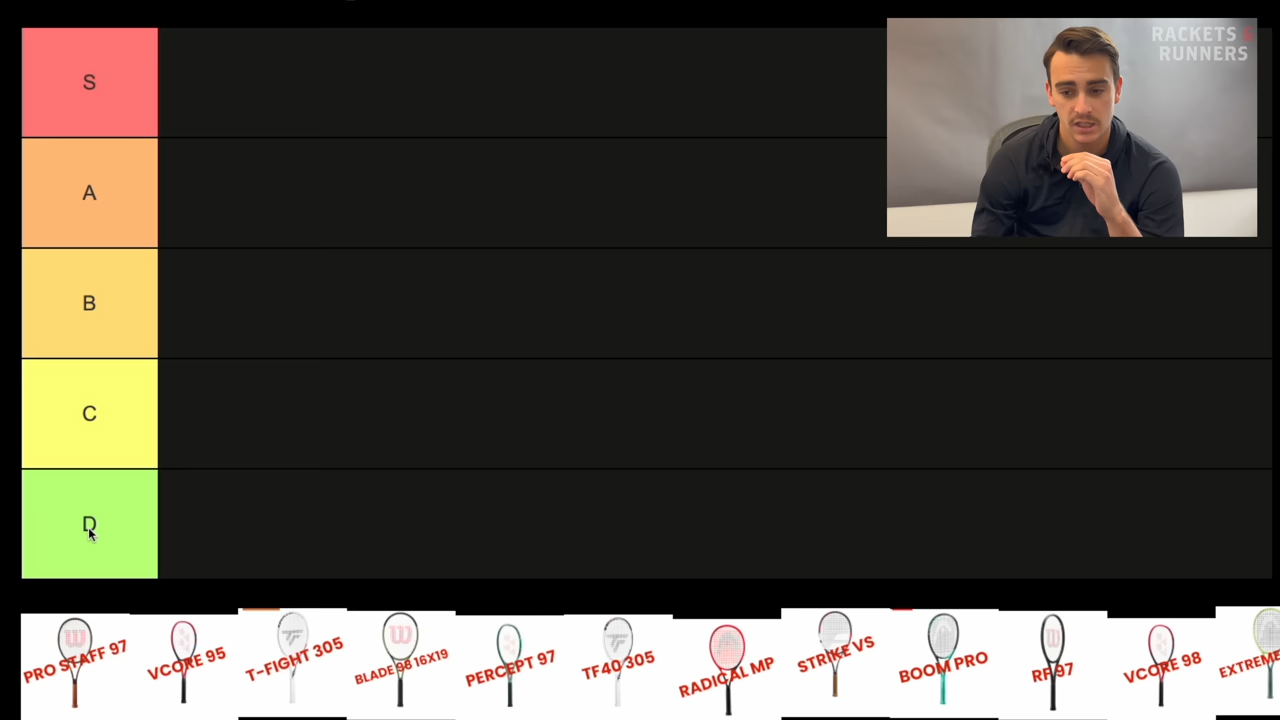 S
RACKETS &
RUNNERS
A
B
C
D
PRO STAFF 97
VCORE 95
T-FIGHT 305
BLADE 98 16X19
PERCEPT 97
TF40 305
RADICAL MP
STRIKE VS
BOOM PRO
RF 97
VCORE 98
EXTREME